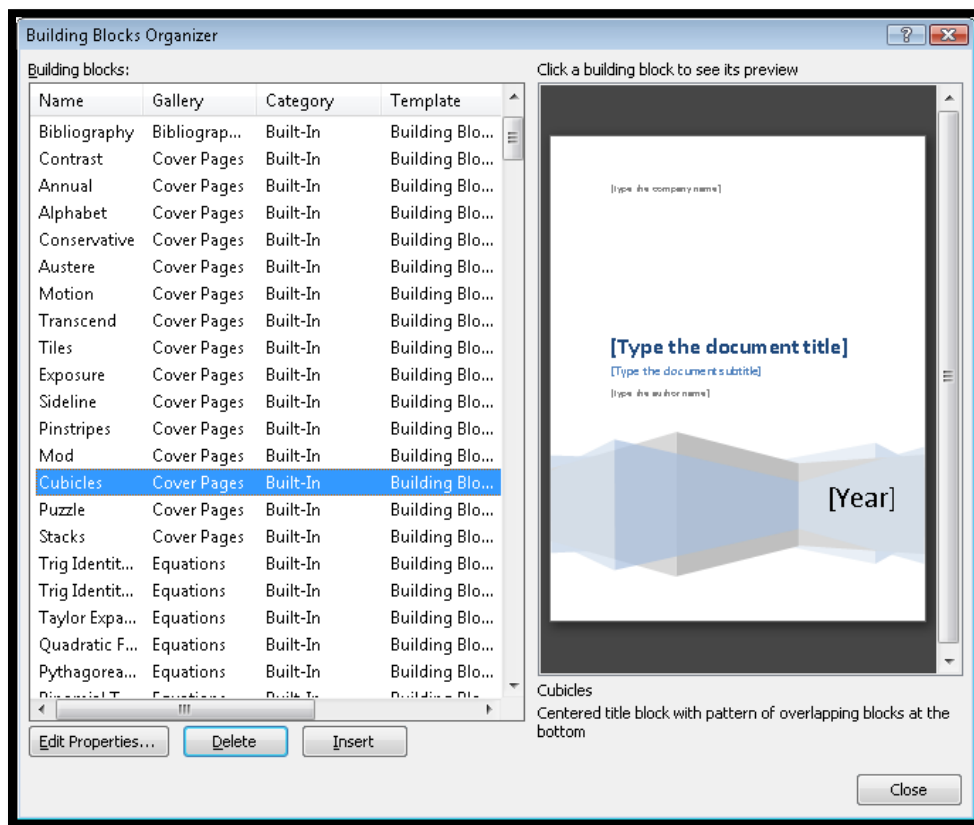 Building Blocks Organizer
Building blocks:
Name Gallery Category Template
Bibliography Bibliograp... Built-In Building Blo...
Contrast Cover Pages Built-In Building Blo...
Annual Cover Pages Built-In Building Blo...
Alphabet Cover Pages Built-In Building Blo...
Conservative Cover Pages Built-In Building Blo...
Austere Cover Pages Built-In Building Blo...
Motion Cover Pages Built-In Building Blo...
Transcend Cover Pages Built-In Building Blo...
Tiles Cover Pages Built-In Building Blo...
Exposure Cover Pages Built-In Building Blo...
Sideline Cover Pages Built-In Building Blo...
Pinstripes Cover Pages Built-In Building Blo...
Mod Cover Pages Built-In Building Blo...
Cubicles Cover Pages Built-In Building Blo...
Puzzle Cover Pages Built-In Building Blo...
Stacks Cover Pages Built-In Building Blo...
Trig Identit... Equations Built-In Building Blo...
Trig Identit... Equations Built-In Building Blo...
Taylor Expa... Equations Built-In Building Blo...
Quadratic F... Equations Built-In Building Blo...
Pythagorea... Equations Built-In Building Blo...
Edit Properties... Delete Insert
Click a building block to see its preview
[Type the company name]
[Type the document title]
[Type the document subtitle]
[Type the author name]
[Year]
Cubicles
Centered title block with pattern of overlapping blocks at the
bottom
Close